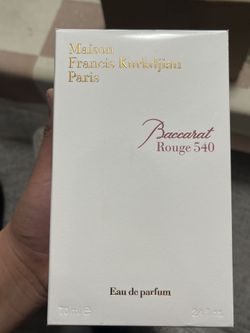 Maison
Francis Kurkdjian
Paris
Baccarat
Rouge 540
Eau de parfum
70 ml ℮